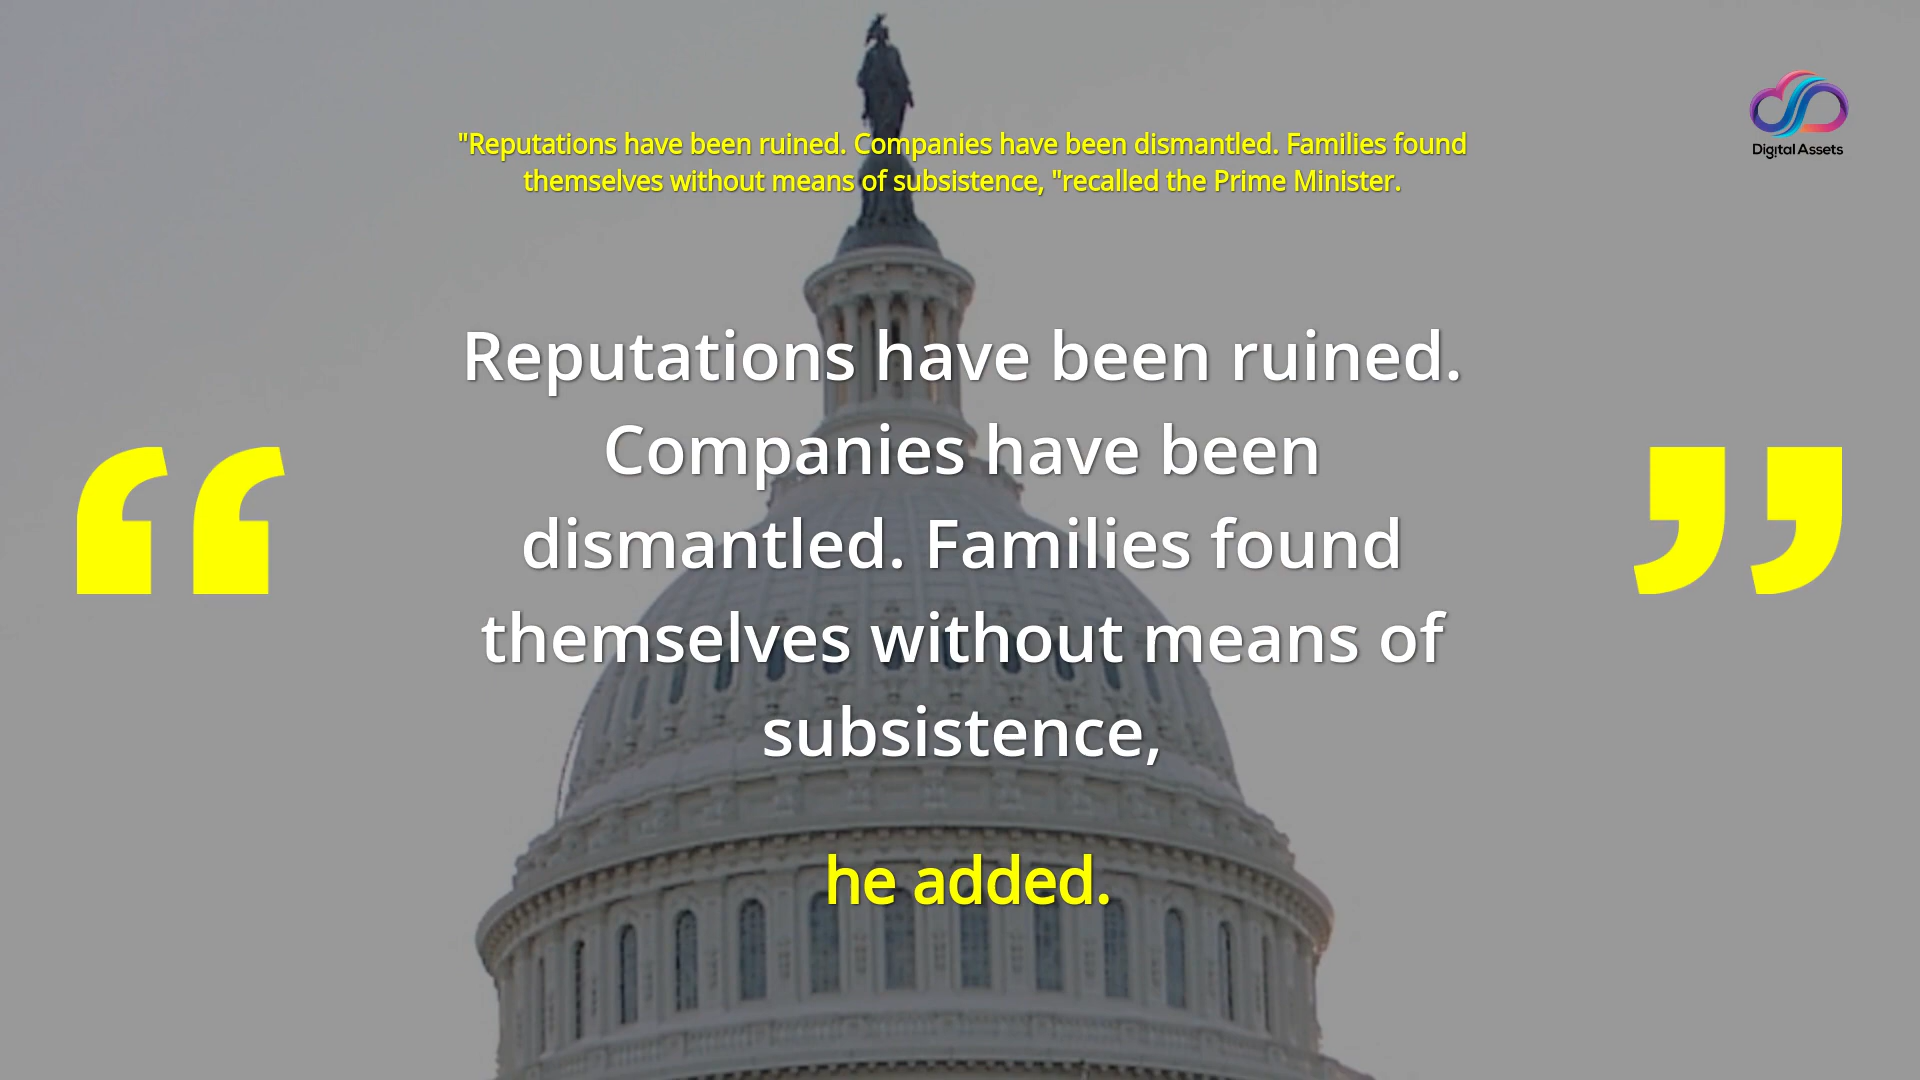 "Reputations have been ruined. Companies have been dismantled. Families found
themselves without means of subsistence, "recalled the Prime Minister.
Digital Assets
“
Reputations have been ruined.
Companies have been
dismantled. Families found
themselves without means of
subsistence,
”
he added.